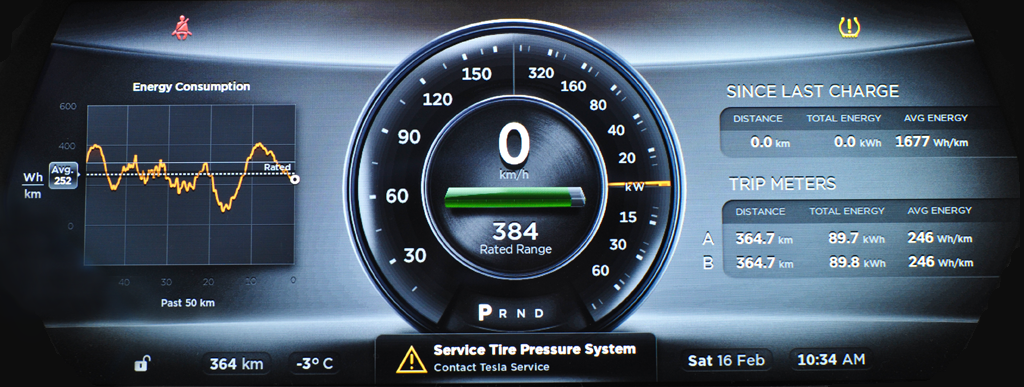 Energy Consumption
600
400
0
Wh
km
Avg.
252
Rated
40
30
20
10
0
Past 50 km
150
120
90
60
30
320
160
80
40
20
kW
15
30
60
0
km/h
384
Rated Range
P R N D
SINCE LAST CHARGE
DISTANCE TOTAL ENERGY AVG ENERGY
0.0 km 0.0 kWh 1677 Wh/km
TRIP METERS
DISTANCE TOTAL ENERGY AVG ENERGY
A 364.7 km 89.7 kWh 246 Wh/km
B 364.7 km 89.8 kWh 246 Wh/km
364 km
-3° C
Service Tire Pressure System
Contact Tesla Service
Sat 16 Feb
10:34 AM